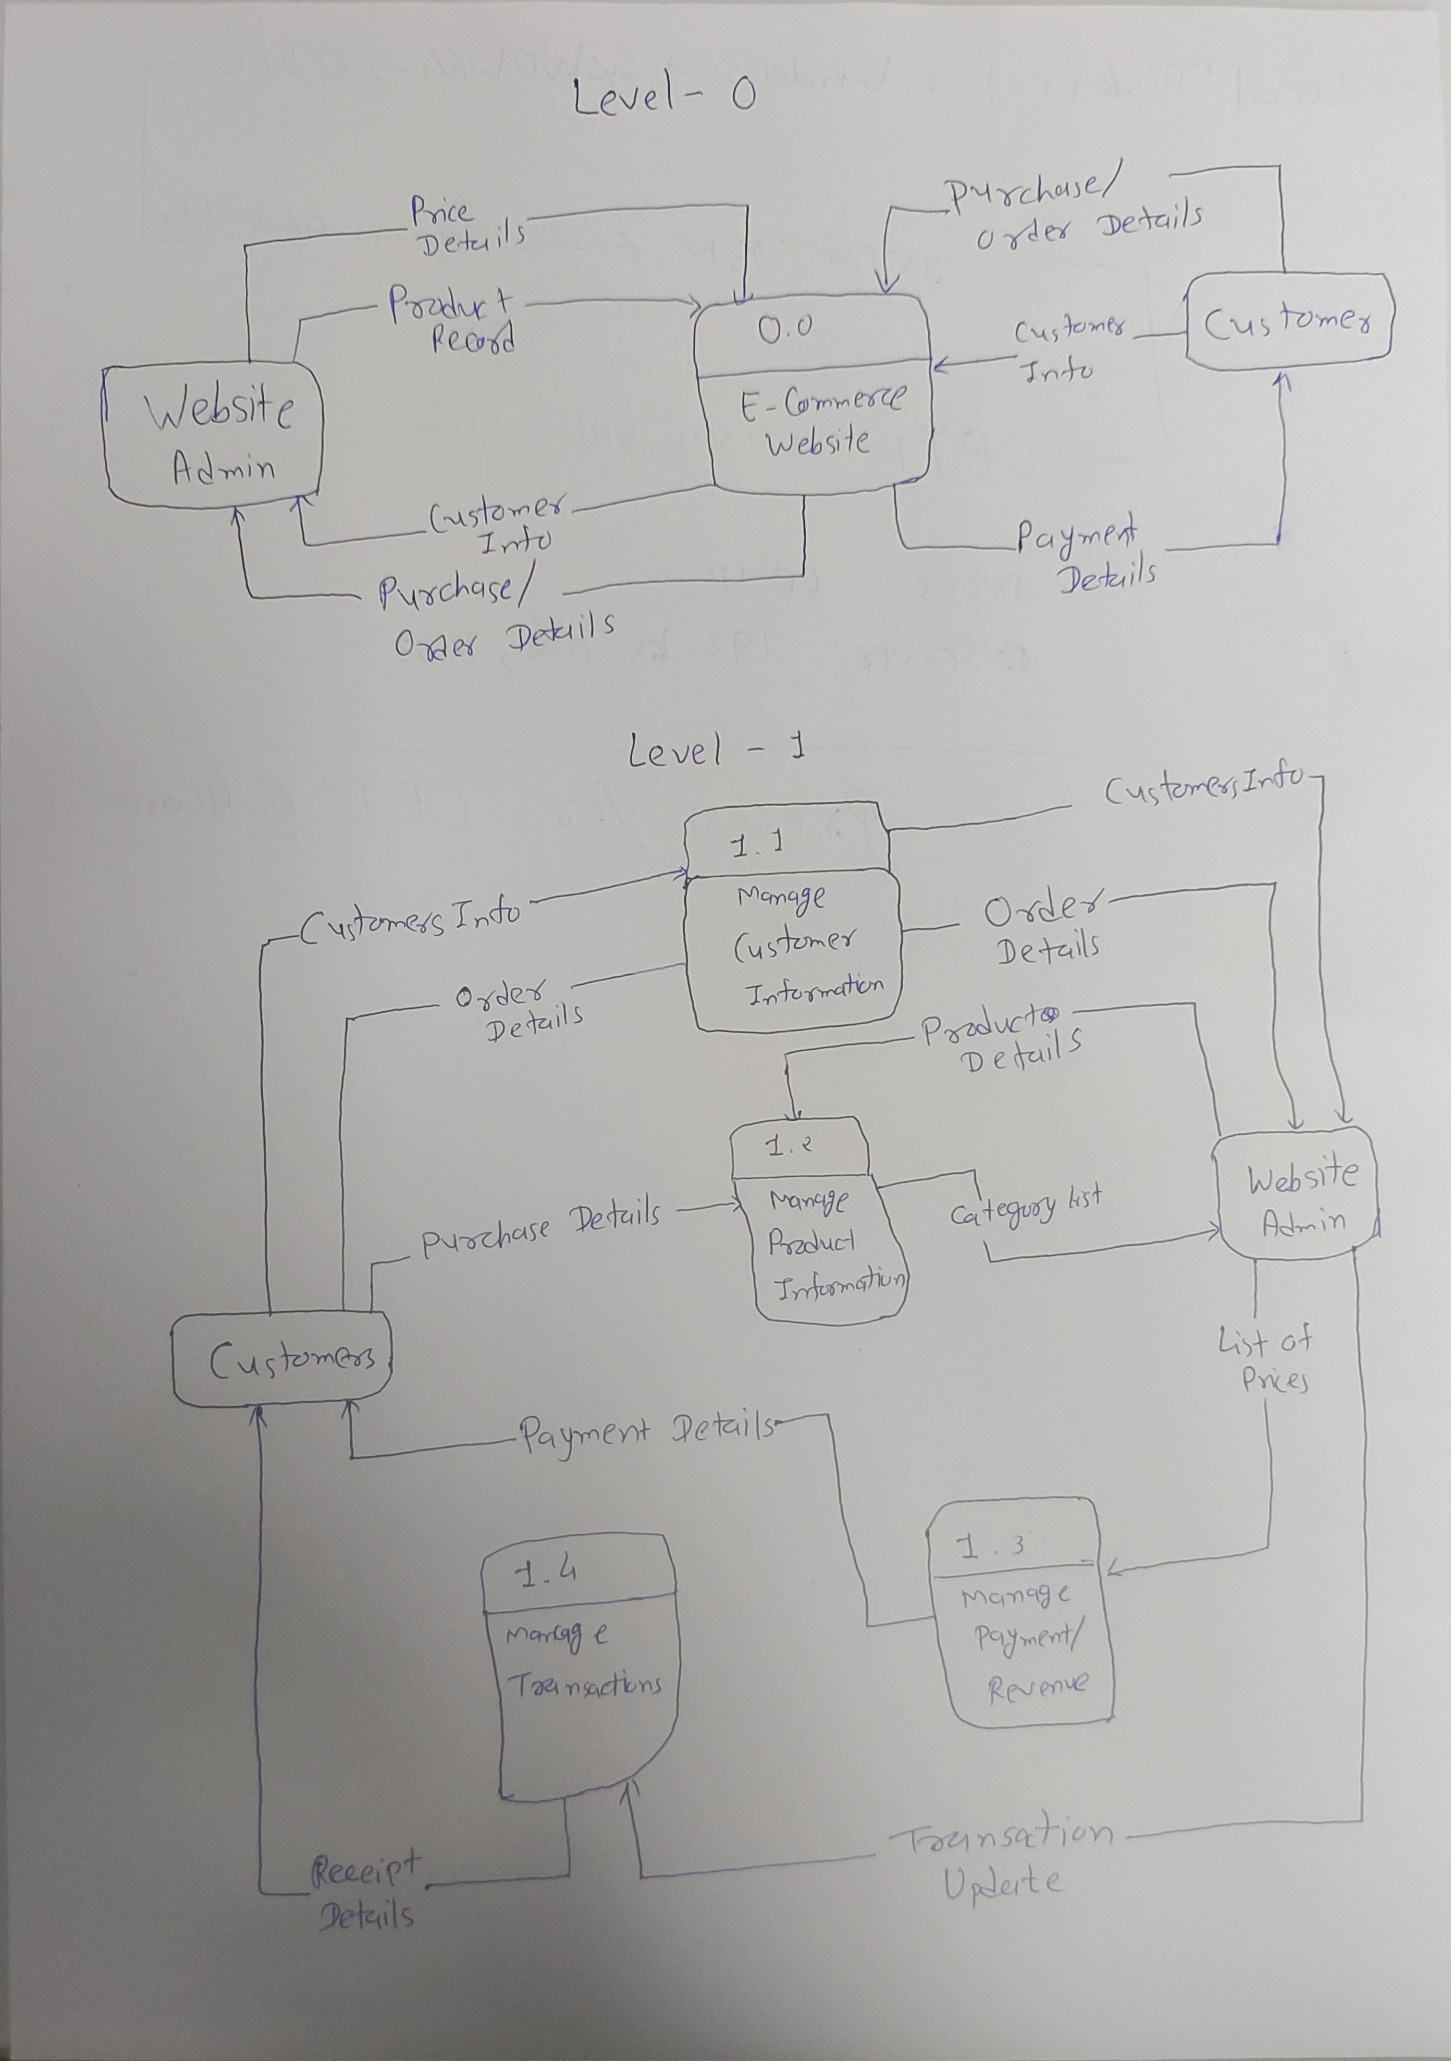 Level - 0
Price
Details
Purchase/
Order Details
Product
Record
0.0
Customer
Info
Customer
Website
Admin
E-Commerce
Website
Customer
Info
Payment
Details
Purchase/
Order Details
Level - 1
Customers Info
1.1
Manage
Customer
Information
Customers Info
Order
Details
Order
Details
Product
Details
1.2
Manage
Product
Information
Category list
Website
Admin
Purchase Details
Customers
List of
Prices
Payment Details
1.3
Manage
Payment/
Revenue
1.4
Manage
Transactions
Transation
Update
Receipt
Details